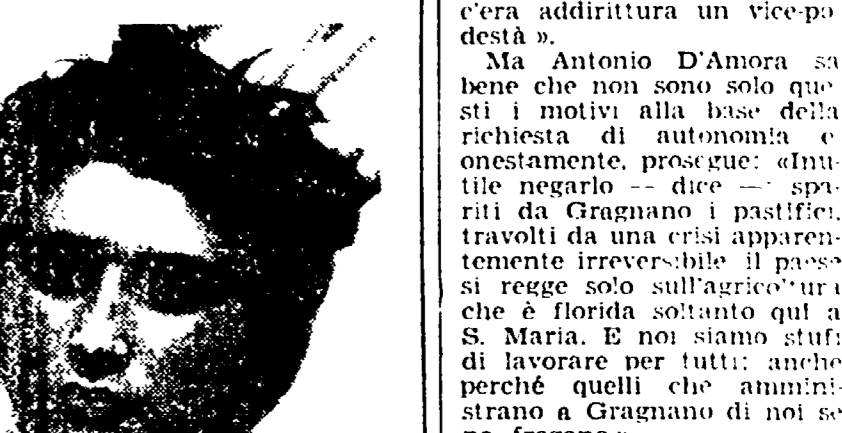 c'era addirittura un vice-po
destà ».
Ma Antonio D'Amora sa
bene che non sono solo que-
sti i motivi alla base della
richiesta di autonomia e
onestamente, prosegue: «Inu-
tile negarlo -- dice -- spa-
riti da Gragnano i pastifici,
travolti da una crisi apparen-
temente irreversibile il paese
si regge solo sull'agricoltura
che è florida soltanto qui a
S. Maria. E noi siamo stufi
di lavorare per tutti: anche
perché quelli che ammini-
strano a Gragnano di noi se